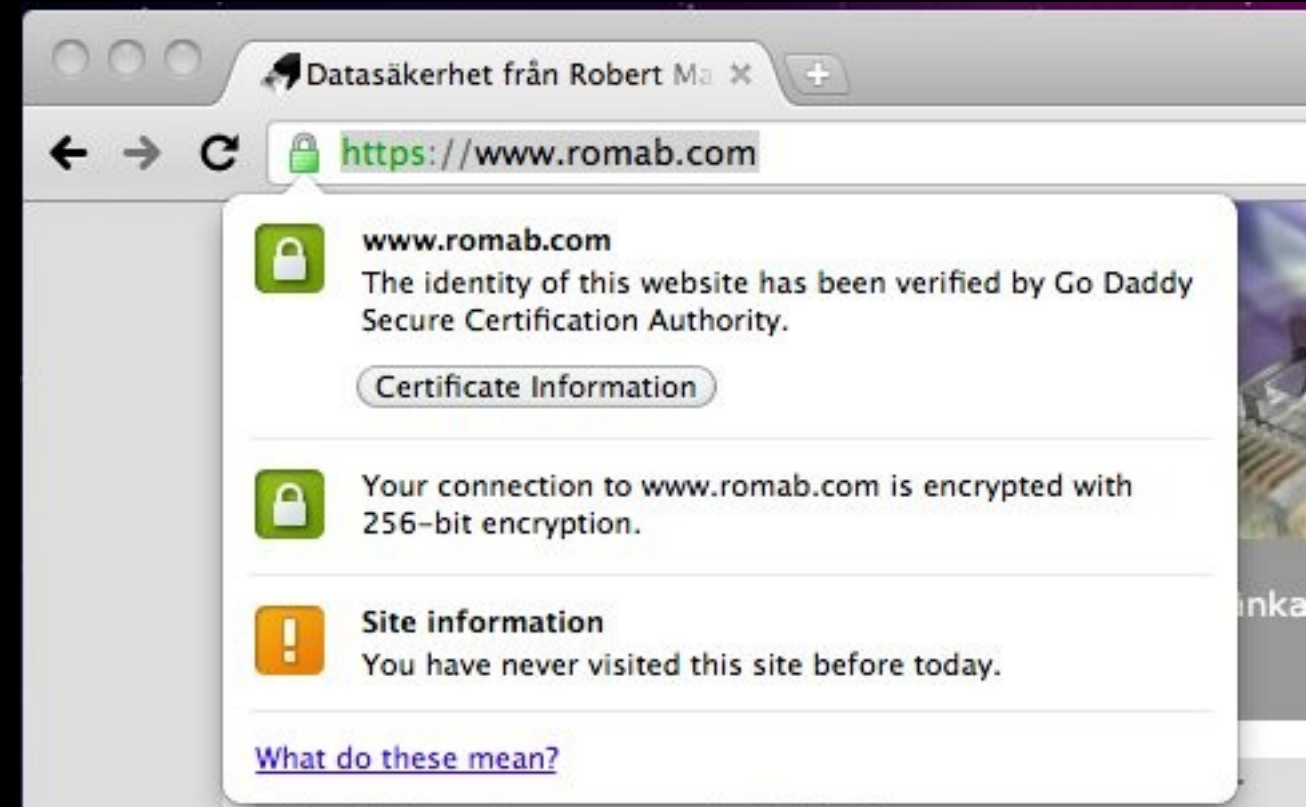 Datasäkerhet från Robert
https://www.romab.com
www.romab.com
The identity of this website has been verified by Go Daddy
Secure Certification Authority.
Certificate Information
Your connection to www.romab.com is encrypted with
256-bit encryption.
Site information
You have never visited this site before today.
What do these mean?